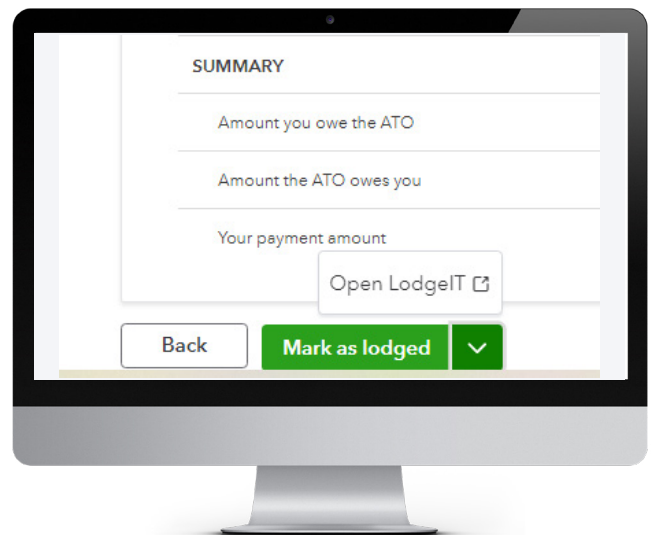 SUMMARY
Amount you owe the ATO
Amount the ATO owes you
Your payment amount
Open LodgeIT
Back
Mark as lodged